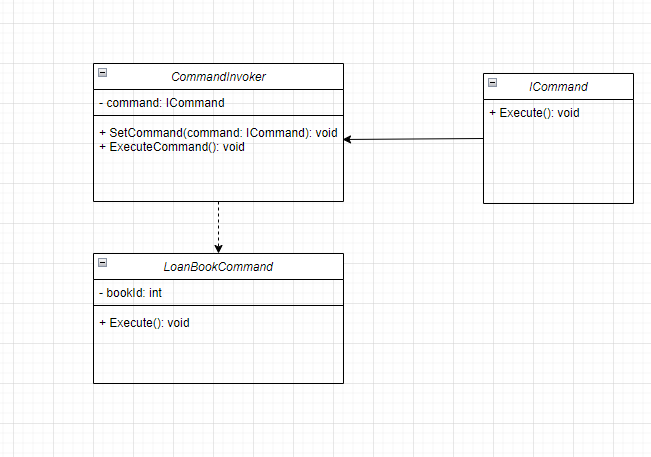 CommandInvoker
- command: ICommand
+ SetCommand(command: ICommand): void
+ ExecuteCommand(): void
ICommand
+ Execute(): void
LoanBookCommand
- bookId: int
+ Execute(): void